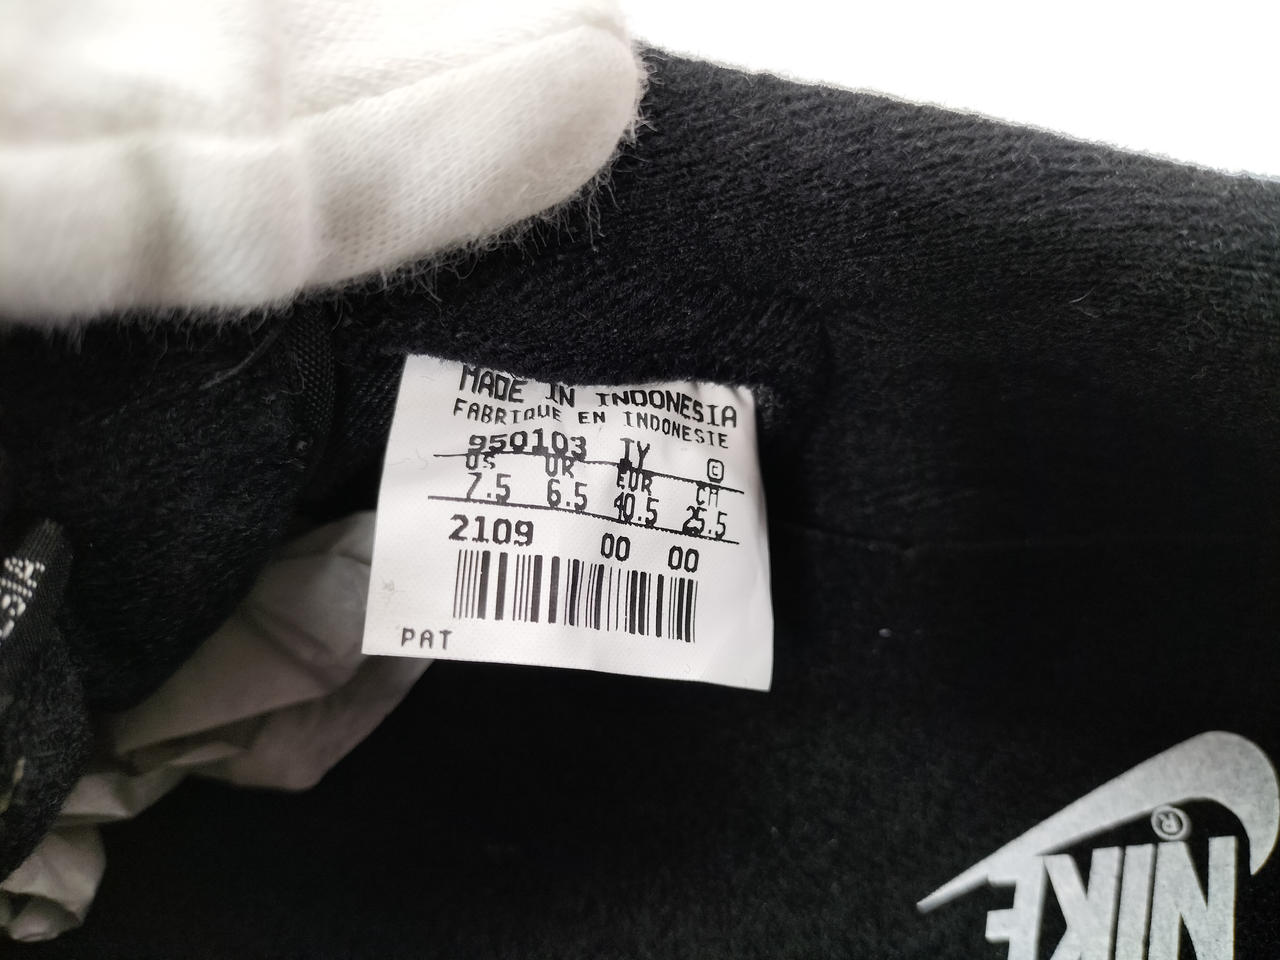 MADE IN INDONESIA
FABRIQUE EN INDONESIE
950103 TY ©
US UK EUR CM
7.5 6.5 40.5 25.5
2109 00 00
PAT
NIKE ®